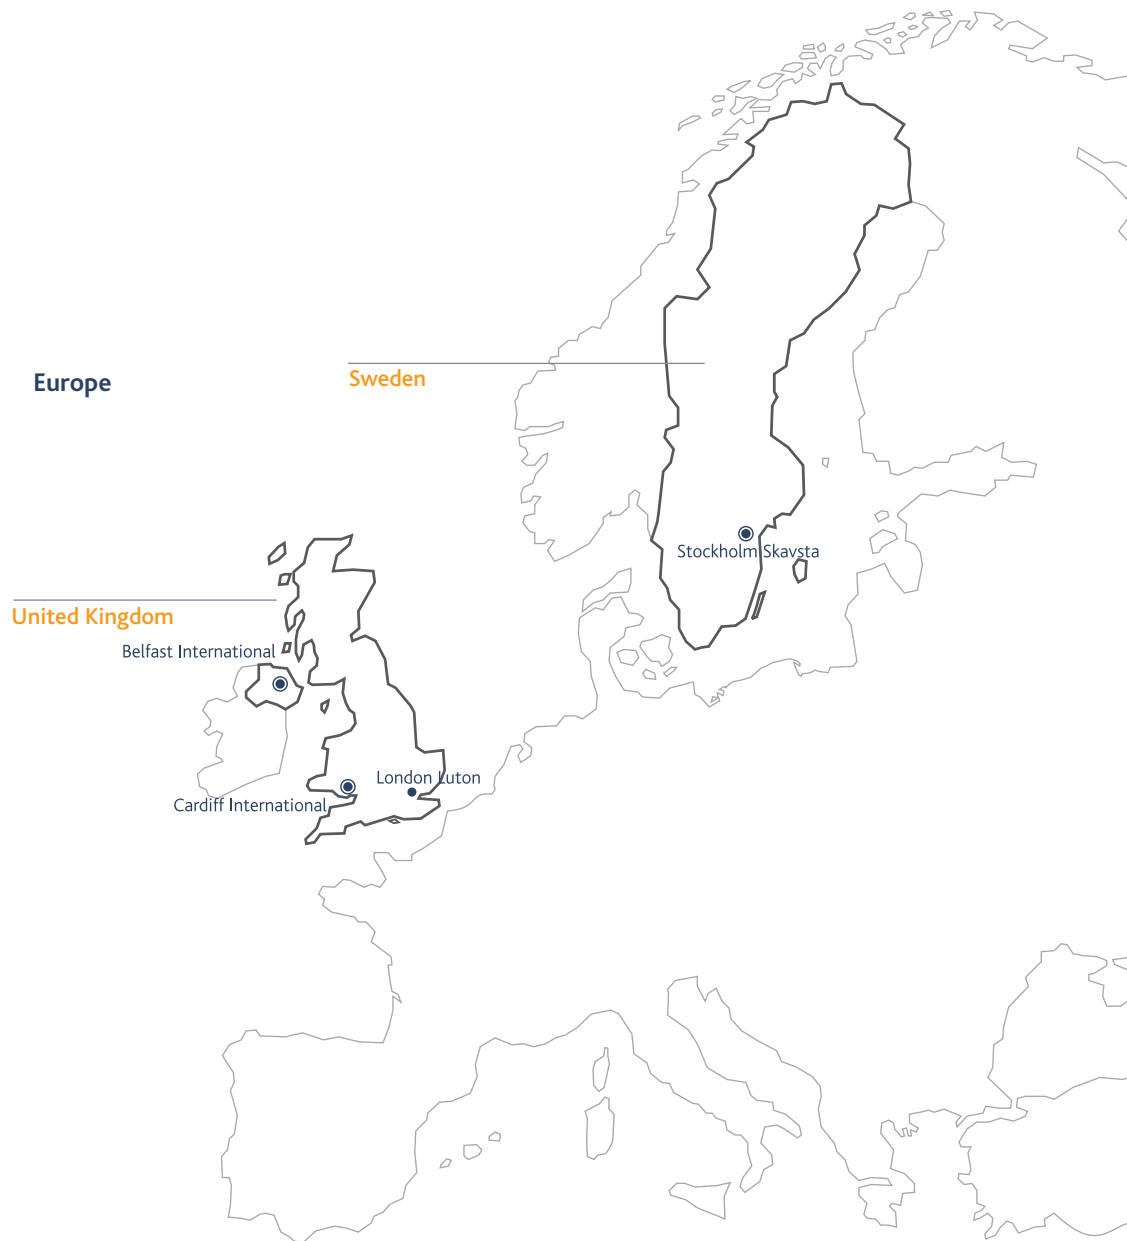 Europe
Sweden
Stockholm Skavsta
United Kingdom
Belfast International
London Luton
Cardiff International